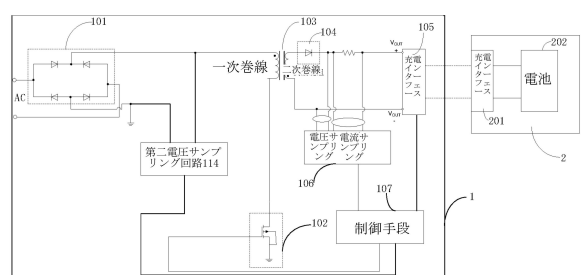 101
AC
一次巻線
103
104
二次巻線
VOUT
+
105
充電インターフェース
VOUT
-
充電インターフェース
201
202
電池
2
第二電圧サンプ
リング回路114
電圧サンプリング
電流サンプリング
106
107
制御手段
102
1